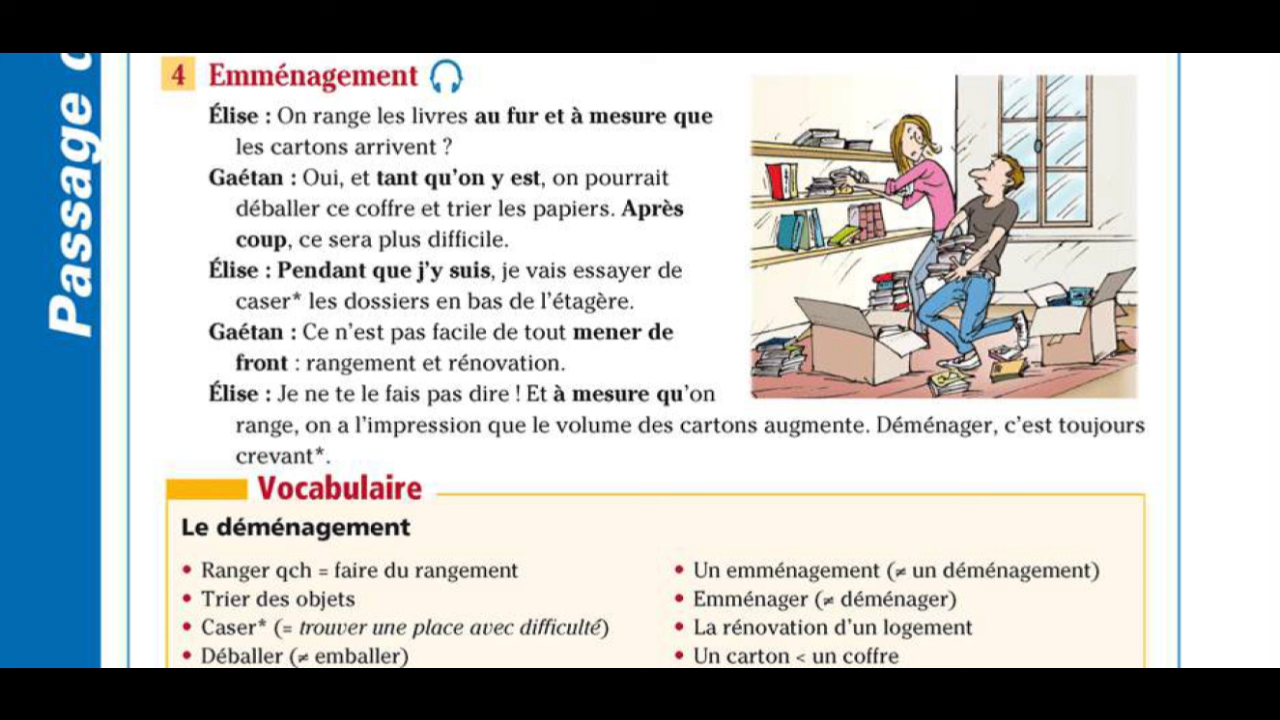 Passage
4 Emménagement
Élise : On range les livres au fur et à mesure que
les cartons arrivent ?
Gaétan : Oui, et tant qu'on y est, on pourrait
déballer ce coffre et trier les papiers. Après
coup, ce sera plus difficile.
Élise : Pendant que j'y suis, je vais essayer de
caser* les dossiers en bas de l'étagère.
Gaétan : Ce n'est pas facile de tout mener de
front : rangement et rénovation.
Élise : Je ne te le fais pas dire ! Et à mesure qu'on
range, on a l'impression que le volume des cartons augmente. Déménager, c'est toujours
crevant*.
Vocabulaire
Le déménagement
• Ranger qch = faire du rangement
• Trier des objets
• Caser* (= trouver une place avec difficulté)
• Déballer (≠ emballer)
• Un emménagement (≠ un déménagement)
• Emménager (≠ déménager)
• La rénovation d'un logement
• Un carton < un coffre